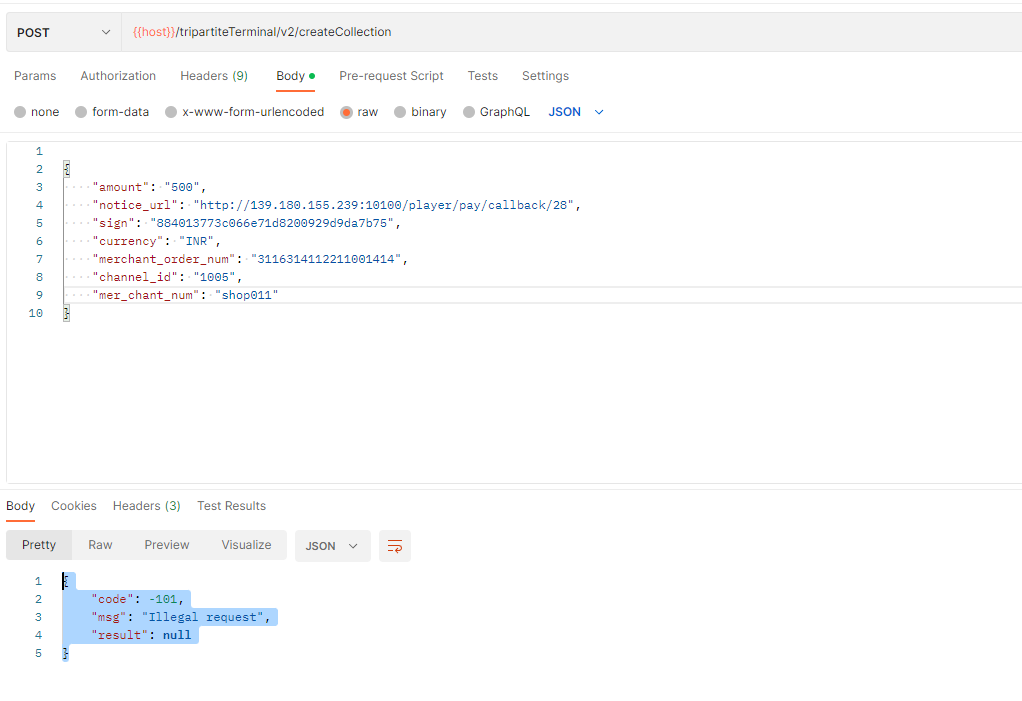 POST {{host}}/tripartiteTerminal/v2/createCollection
Params Authorization Headers (9) Body Pre-request Script Tests Settings
none form-data x-www-form-urlencoded raw binary GraphQL JSON
1
2 {
3 "amount": "500",
4 "notice_url": "http://139.180.155.239:10100/player/pay/callback/28",
5 "sign": "884013773c066e71d8200929d9da7b75",
6 "currency": "INR",
7 "merchant_order_num": "3116314112211001414",
8 "channel_id": "1005",
9 "mer_chant_num": "shop011"
10 }
Body Cookies Headers (3) Test Results
Pretty Raw Preview Visualize JSON
1 {
2 "code": -101,
3 "msg": "Illegal request",
4 "result": null
5 }